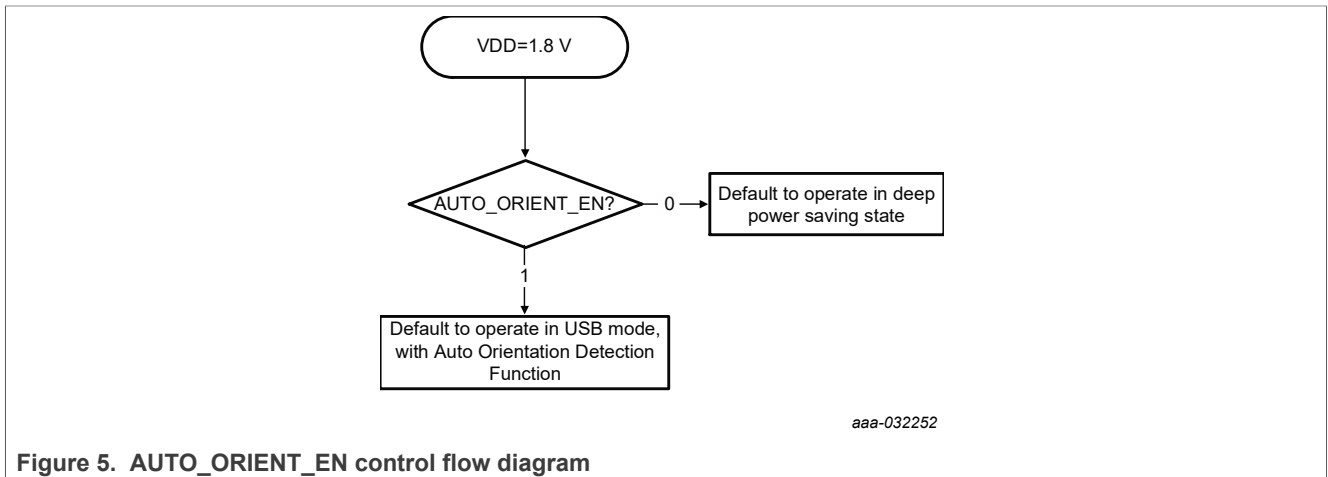 VDD=1.8 V
AUTO_ORIENT_EN?
0
Default to operate in deep
power saving state
1
Default to operate in USB mode,
with Auto Orientation Detection
Function
aaa-032252
Figure 5. AUTO_ORIENT_EN control flow diagram